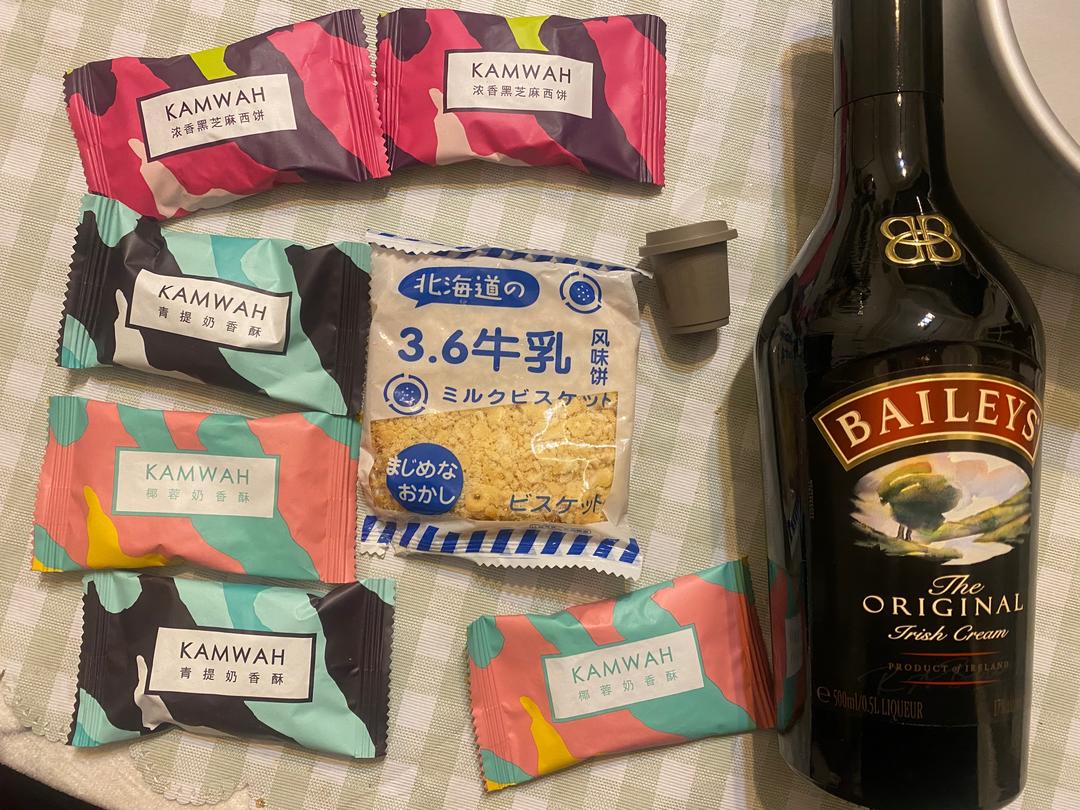 KAMWAH
浓香黑芝麻西饼
KAMWAH
浓香黑芝麻西饼
KAMWAH
青提奶香酥
北海道の
3.6牛乳
风味饼
ミルクビスケット
まじめな
おかし
ビスケット
KAMWAH
椰蓉奶香酥
KAMWAH
青提奶香酥
KAMWAH
椰蓉奶香酥
BAILEYS
The
ORIGINAL
Irish Cream
PRODUCT of IRELAND
℮ 500ml/0.5L LIQUEUR